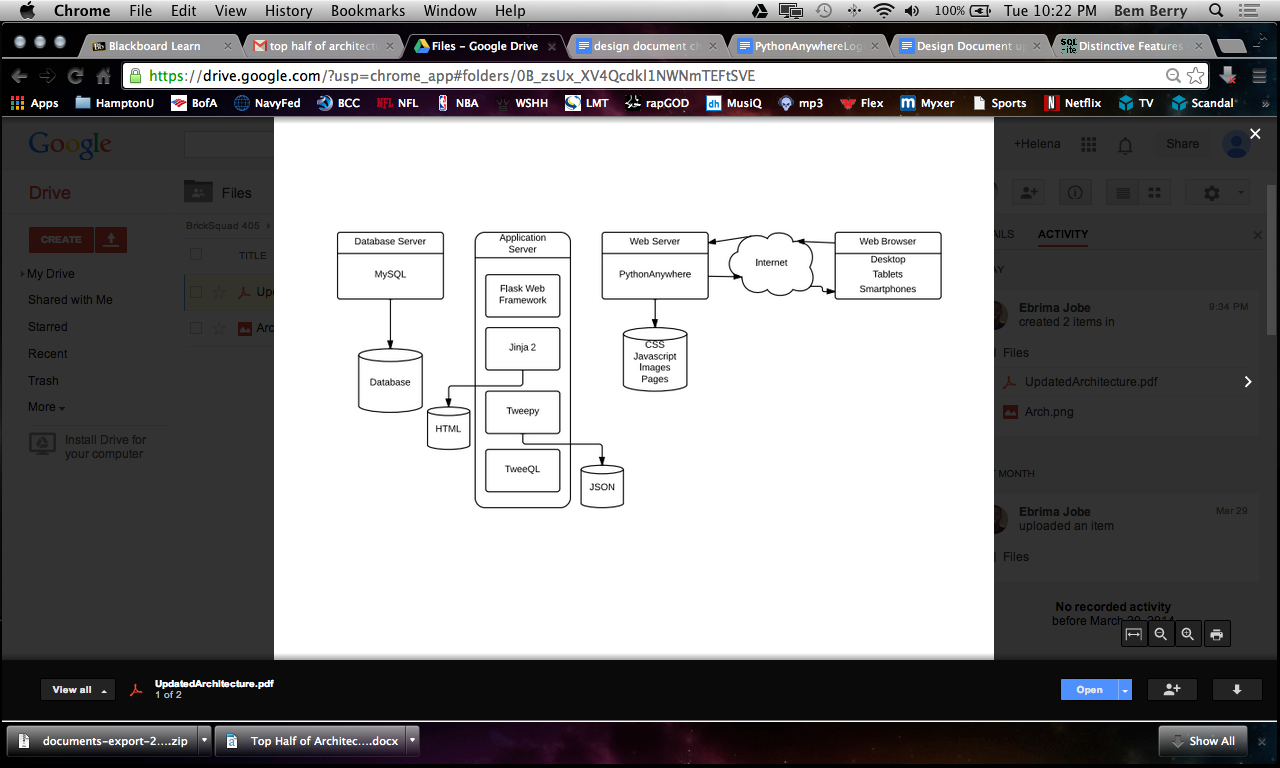 Chrome File Edit View History Bookmarks Window Help 100% Tue 10:22 PM Bem Berry
Blackboard Learn
top half of architectu
Files – Google Drive
design document ch
PythonAnywhereLog
Design Document up
Distinctive Features
https://drive.google.com/?usp=chrome_app#folders/0B_zsUx_XV4Qcdkl1NWNmTEFtSVE
Apps HamptonU BofA NavyFed BCC NFL NBA WSHH LMT rapGOD MusiQ mp3 Flex Myxer Sports Netflix TV Scandal »
Google
+Helena
Share
Drive
Files
CREATE
BrickSquad 405
TITLE
My Drive
Shared with Me
Starred
Recent
Trash
More
Install Drive for
your computer
Up
Arc
Database Server
MySQL
Database
Application
Server
Flask Web
Framework
Jinja 2
HTML
Tweepy
TweeQL
JSON
Web Server
PythonAnywhere
CSS
Javascript
Images
Pages
Internet
Web Browser
Desktop
Tablets
Smartphones
AILS
ACTIVITY
AY
Ebrima Jobe
9:34 PM
created 2 items in
Files
UpdatedArchitecture.pdf
Arch.png
MONTH
Ebrima Jobe
Mar 29
uploaded an item
Files
No recorded activity
before March
View all
UpdatedArchitecture.pdf
1 of 2
Open
documents-export-2....zip
Top Half of Architec....docx
Show All